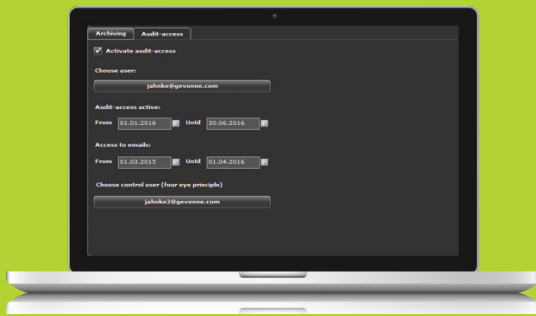 Archiving Audit-access
Activate audit-access
Choose user:
jahnke@gevonne.com
Audit-access active:
From 01.01.2016 Until 30.06.2016
Access to emails:
From 01.03.2015 Until 01.04.2016
Choose control user (four eye principle)
jahnke2@gevonne.com